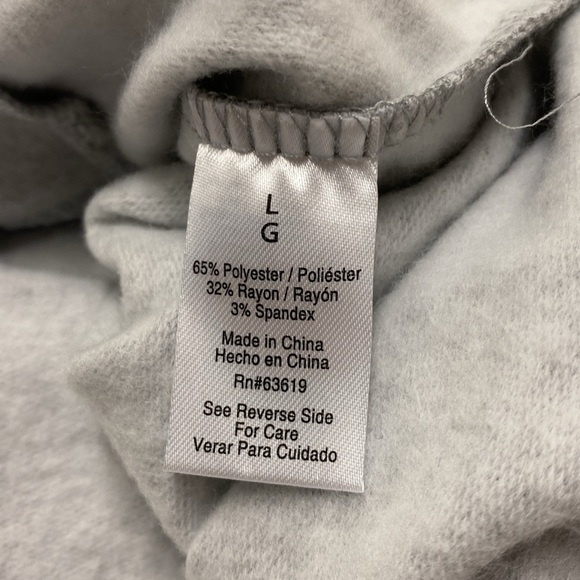 L
G
65% Polyester / Poliéster
32% Rayon / Rayón
3% Spandex
Made in China
Hecho en China
Rn#63619
See Reverse Side
For Care
Verar Para Cuidado